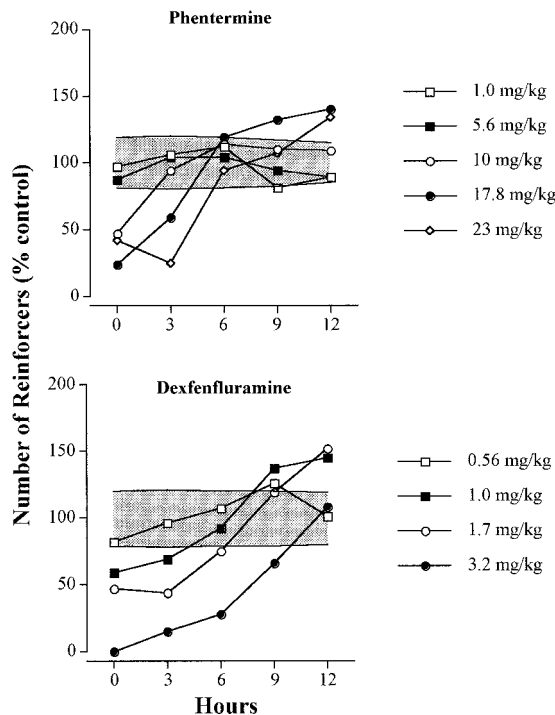 Phentermine
200
150
100
50
0
0 3 6 9 12
1.0 mg/kg
5.6 mg/kg
10 mg/kg
17.8 mg/kg
23 mg/kg
Number of Reinforcers (% control)
Dexfenfluramine
200
150
100
50
0
0 3 6 9 12
Hours
0.56 mg/kg
1.0 mg/kg
1.7 mg/kg
3.2 mg/kg